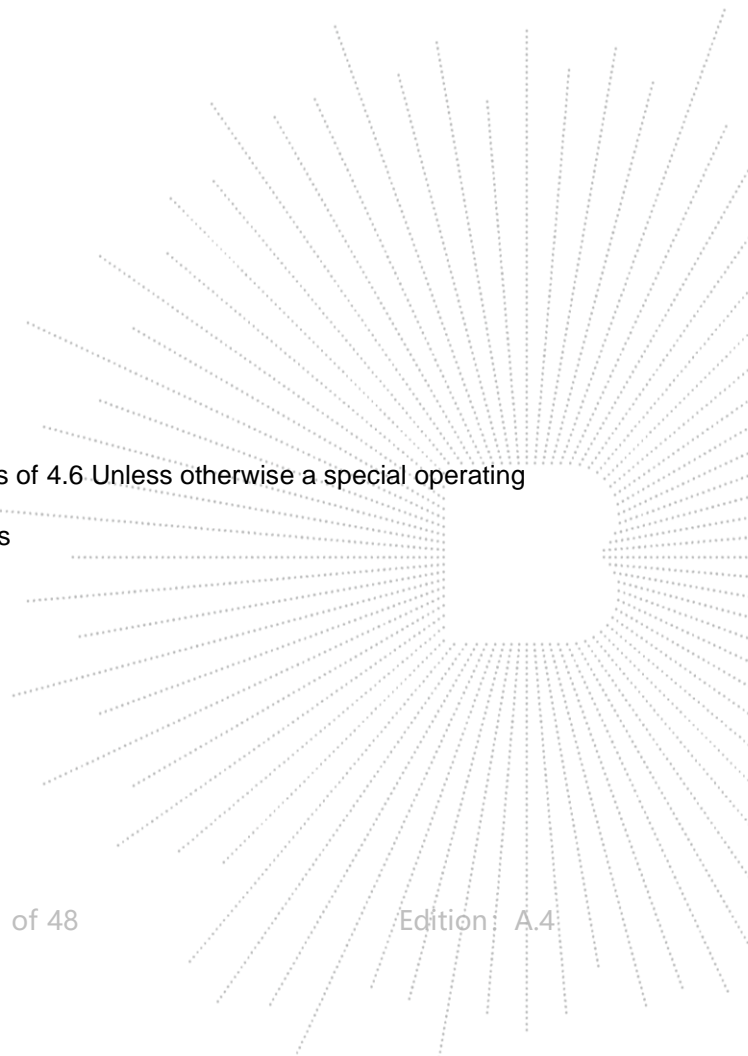 s of 4.6 Unless otherwise a special operating
s
of 48 Edition: A.4